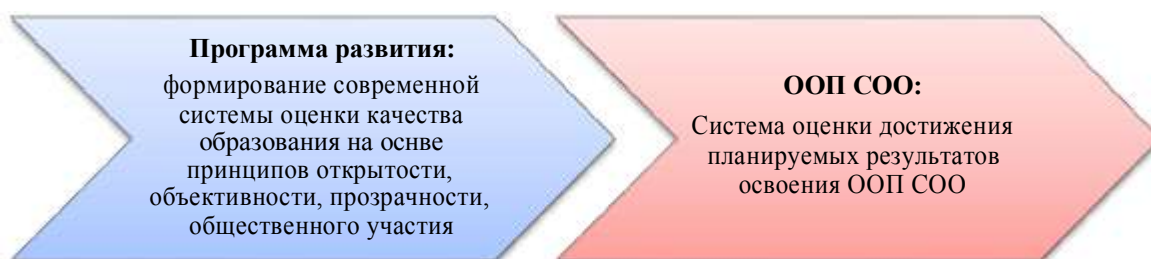 Программа развития:
формирование современной
системы оценки качества
образования на оснве
принципов открытости,
объективности, прозрачности,
общественного участия
ООП СОО:
Система оценки достижения
планируемых результатов
освоения ООП СОО